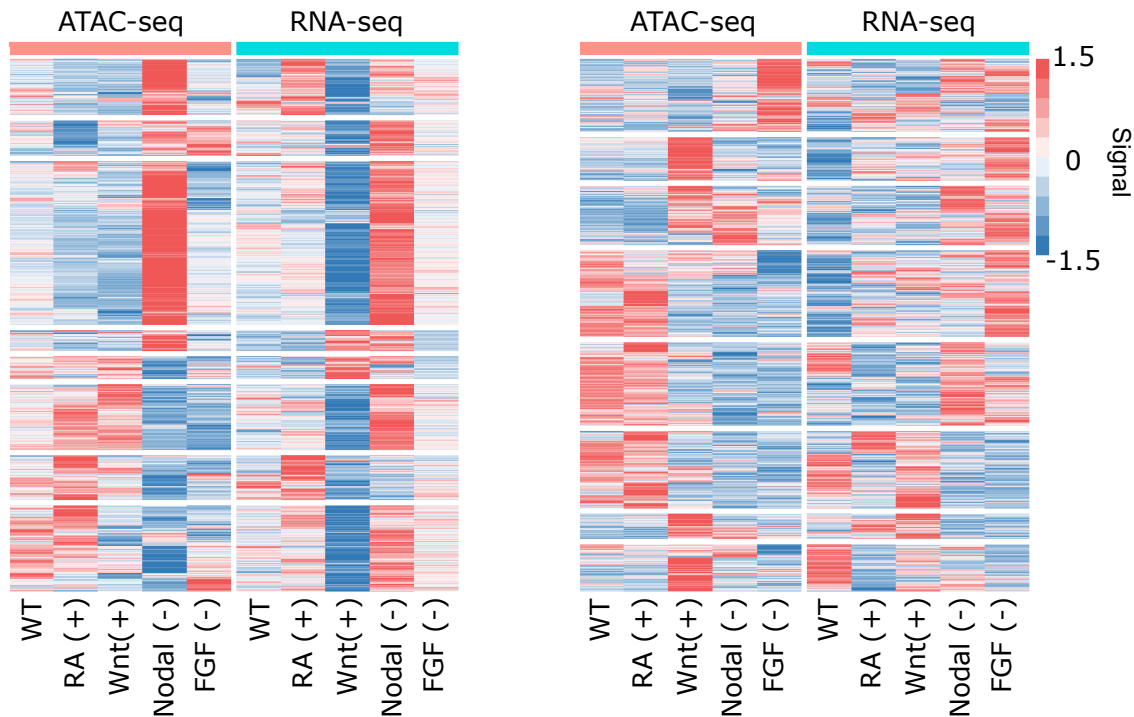 ATAC-seq RNA-seq ATAC-seq RNA-seq
1.5
0
-1.5
Signal
WT RA (+) Wnt(+) Nodal (-) FGF (-) WT RA (+) Wnt(+) Nodal (-) FGF (-) WT RA (+) Wnt(+) Nodal (-) FGF (-) WT RA (+) Wnt(+) Nodal (-) FGF (-)